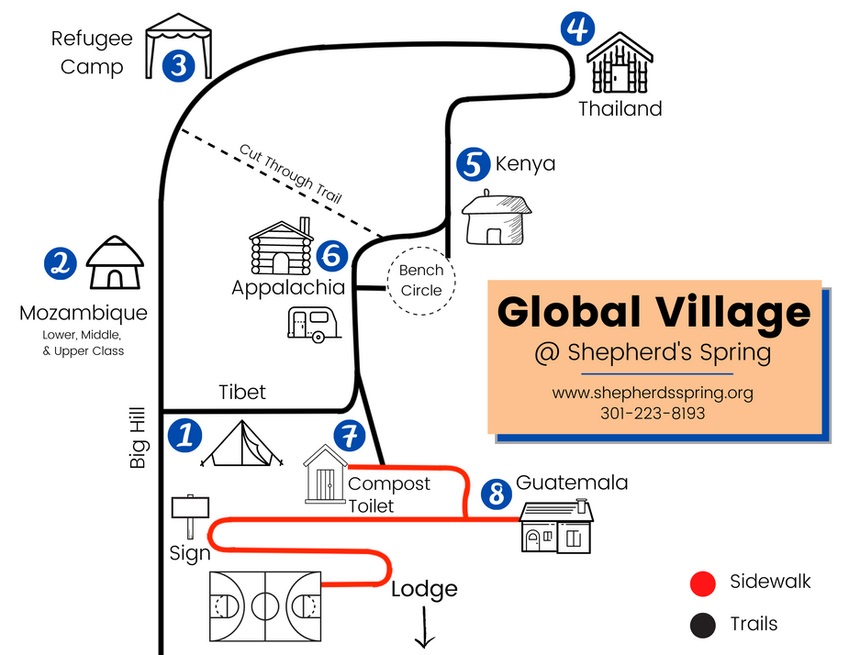 Refugee
Camp
3
4
Thailand
Cut Through Trail
5
Kenya
2
Mozambique
Lower, Middle,
& Upper Class
6
Appalachia
Bench
Circle
Global Village
@ Shepherd's Spring
www.shepherdsspring.org
301-223-8193
Tibet
Big Hill
1
7
Compost
Toilet
8
Guatemala
Sign
Lodge
Sidewalk
Trails